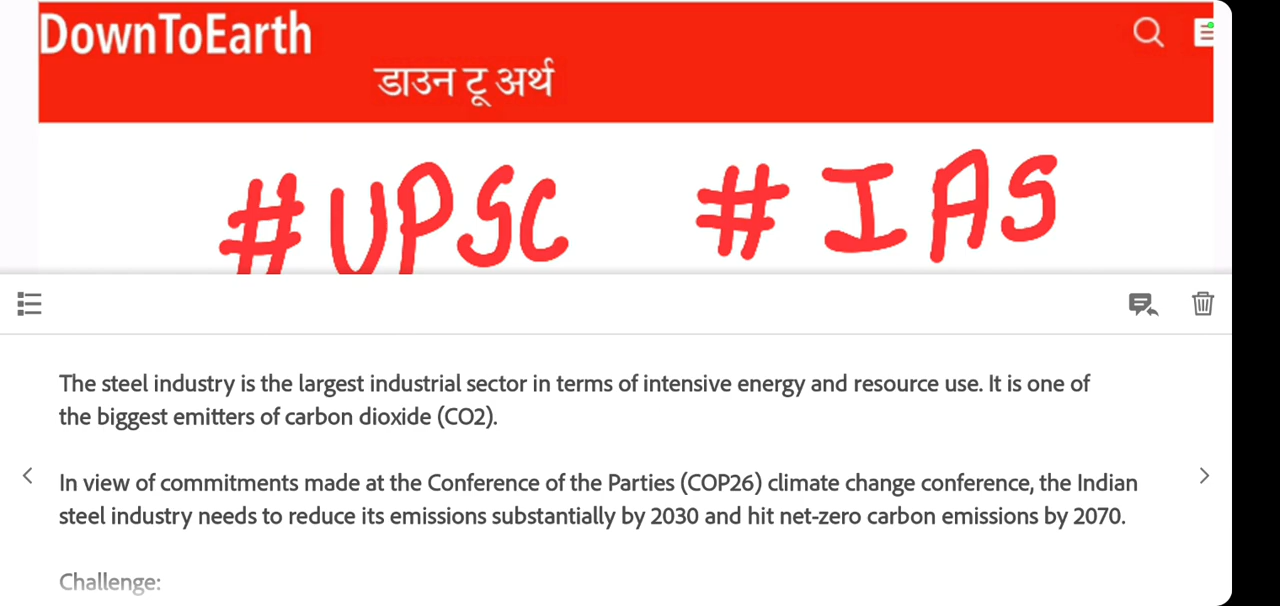 DownToEarth
डाउन टू अर्थ
#UPSC #IAS
The steel industry is the largest industrial sector in terms of intensive energy and resource use. It is one of
the biggest emitters of carbon dioxide (CO2).
In view of commitments made at the Conference of the Parties (COP26) climate change conference, the Indian
steel industry needs to reduce its emissions substantially by 2030 and hit net-zero carbon emissions by 2070.
Challenge: